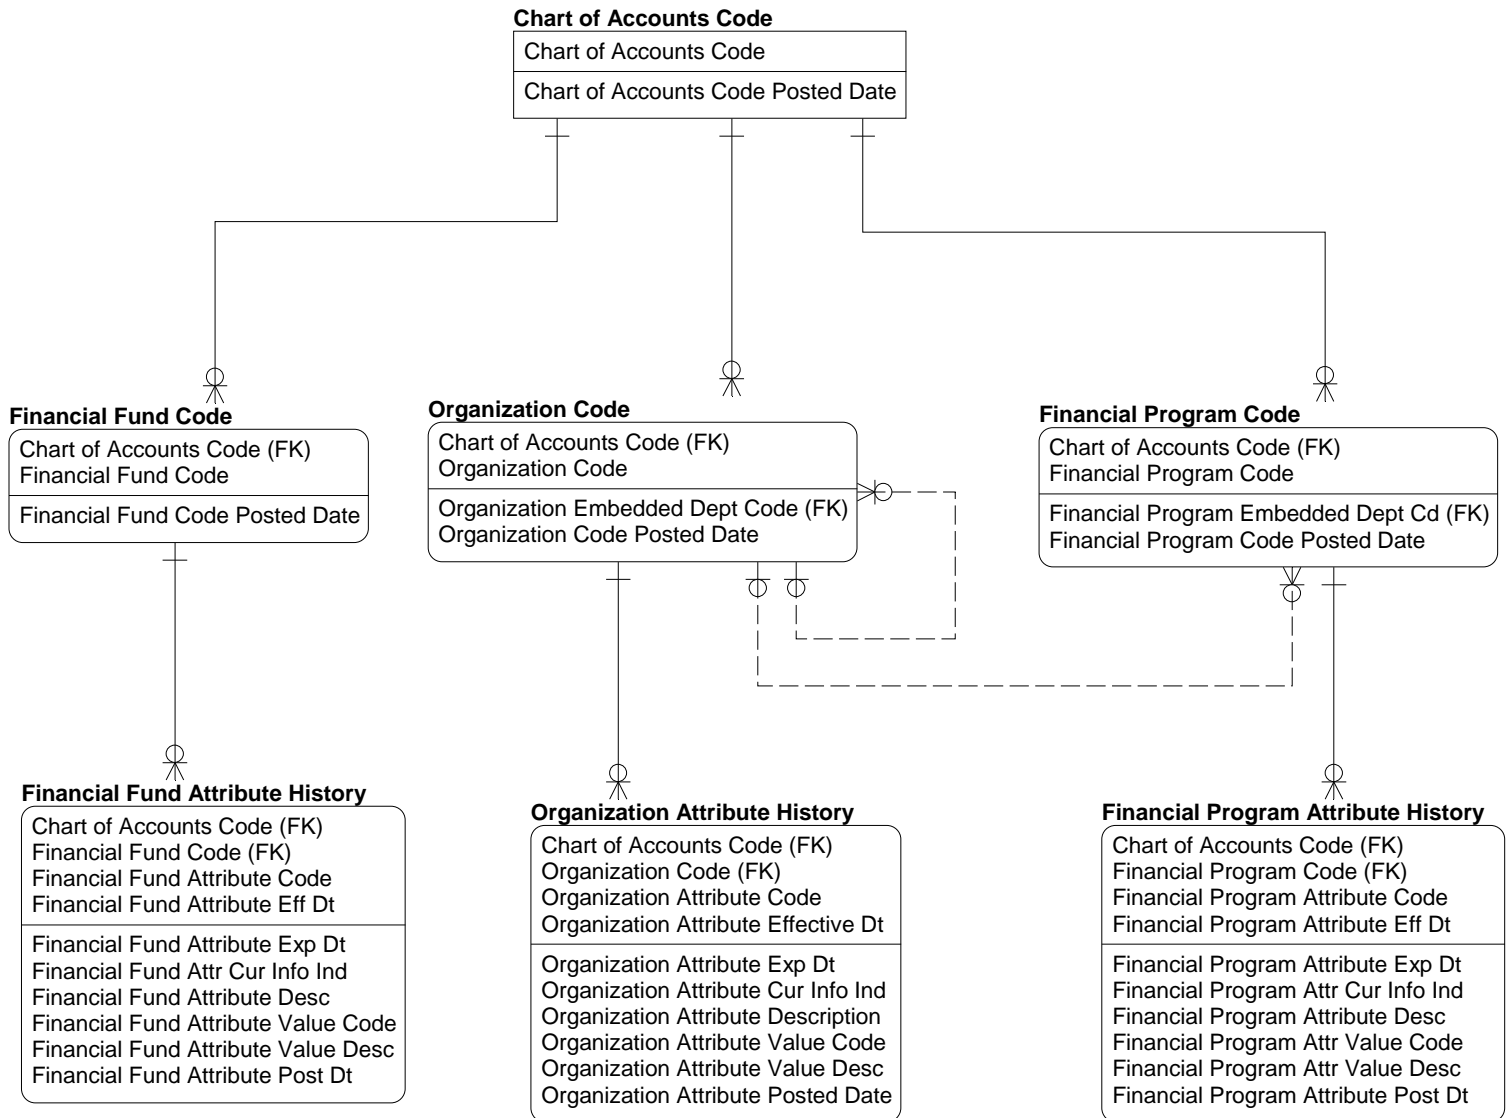 Chart of Accounts Code
Chart of Accounts Code
Chart of Accounts Code Posted Date
Financial Fund Code
Chart of Accounts Code (FK)
Financial Fund Code
Financial Fund Code Posted Date
Organization Code
Chart of Accounts Code (FK)
Organization Code
Organization Embedded Dept Code (FK)
Organization Code Posted Date
Financial Program Code
Chart of Accounts Code (FK)
Financial Program Code
Financial Program Embedded Dept Cd (FK)
Financial Program Code Posted Date
Financial Fund Attribute History
Chart of Accounts Code (FK)
Financial Fund Code (FK)
Financial Fund Attribute Code
Financial Fund Attribute Eff Dt
Financial Fund Attribute Exp Dt
Financial Fund Attr Cur Info Ind
Financial Fund Attribute Desc
Financial Fund Attribute Value Code
Financial Fund Attribute Value Desc
Financial Fund Attribute Post Dt
Organization Attribute History
Chart of Accounts Code (FK)
Organization Code (FK)
Organization Attribute Code
Organization Attribute Effective Dt
Organization Attribute Exp Dt
Organization Attribute Cur Info Ind
Organization Attribute Description
Organization Attribute Value Code
Organization Attribute Value Desc
Organization Attribute Posted Date
Financial Program Attribute History
Chart of Accounts Code (FK)
Financial Program Code (FK)
Financial Program Attribute Code
Financial Program Attribute Eff Dt
Financial Program Attribute Exp Dt
Financial Program Attr Cur Info Ind
Financial Program Attribute Desc
Financial Program Attr Value Code
Financial Program Attr Value Desc
Financial Program Attribute Post Dt